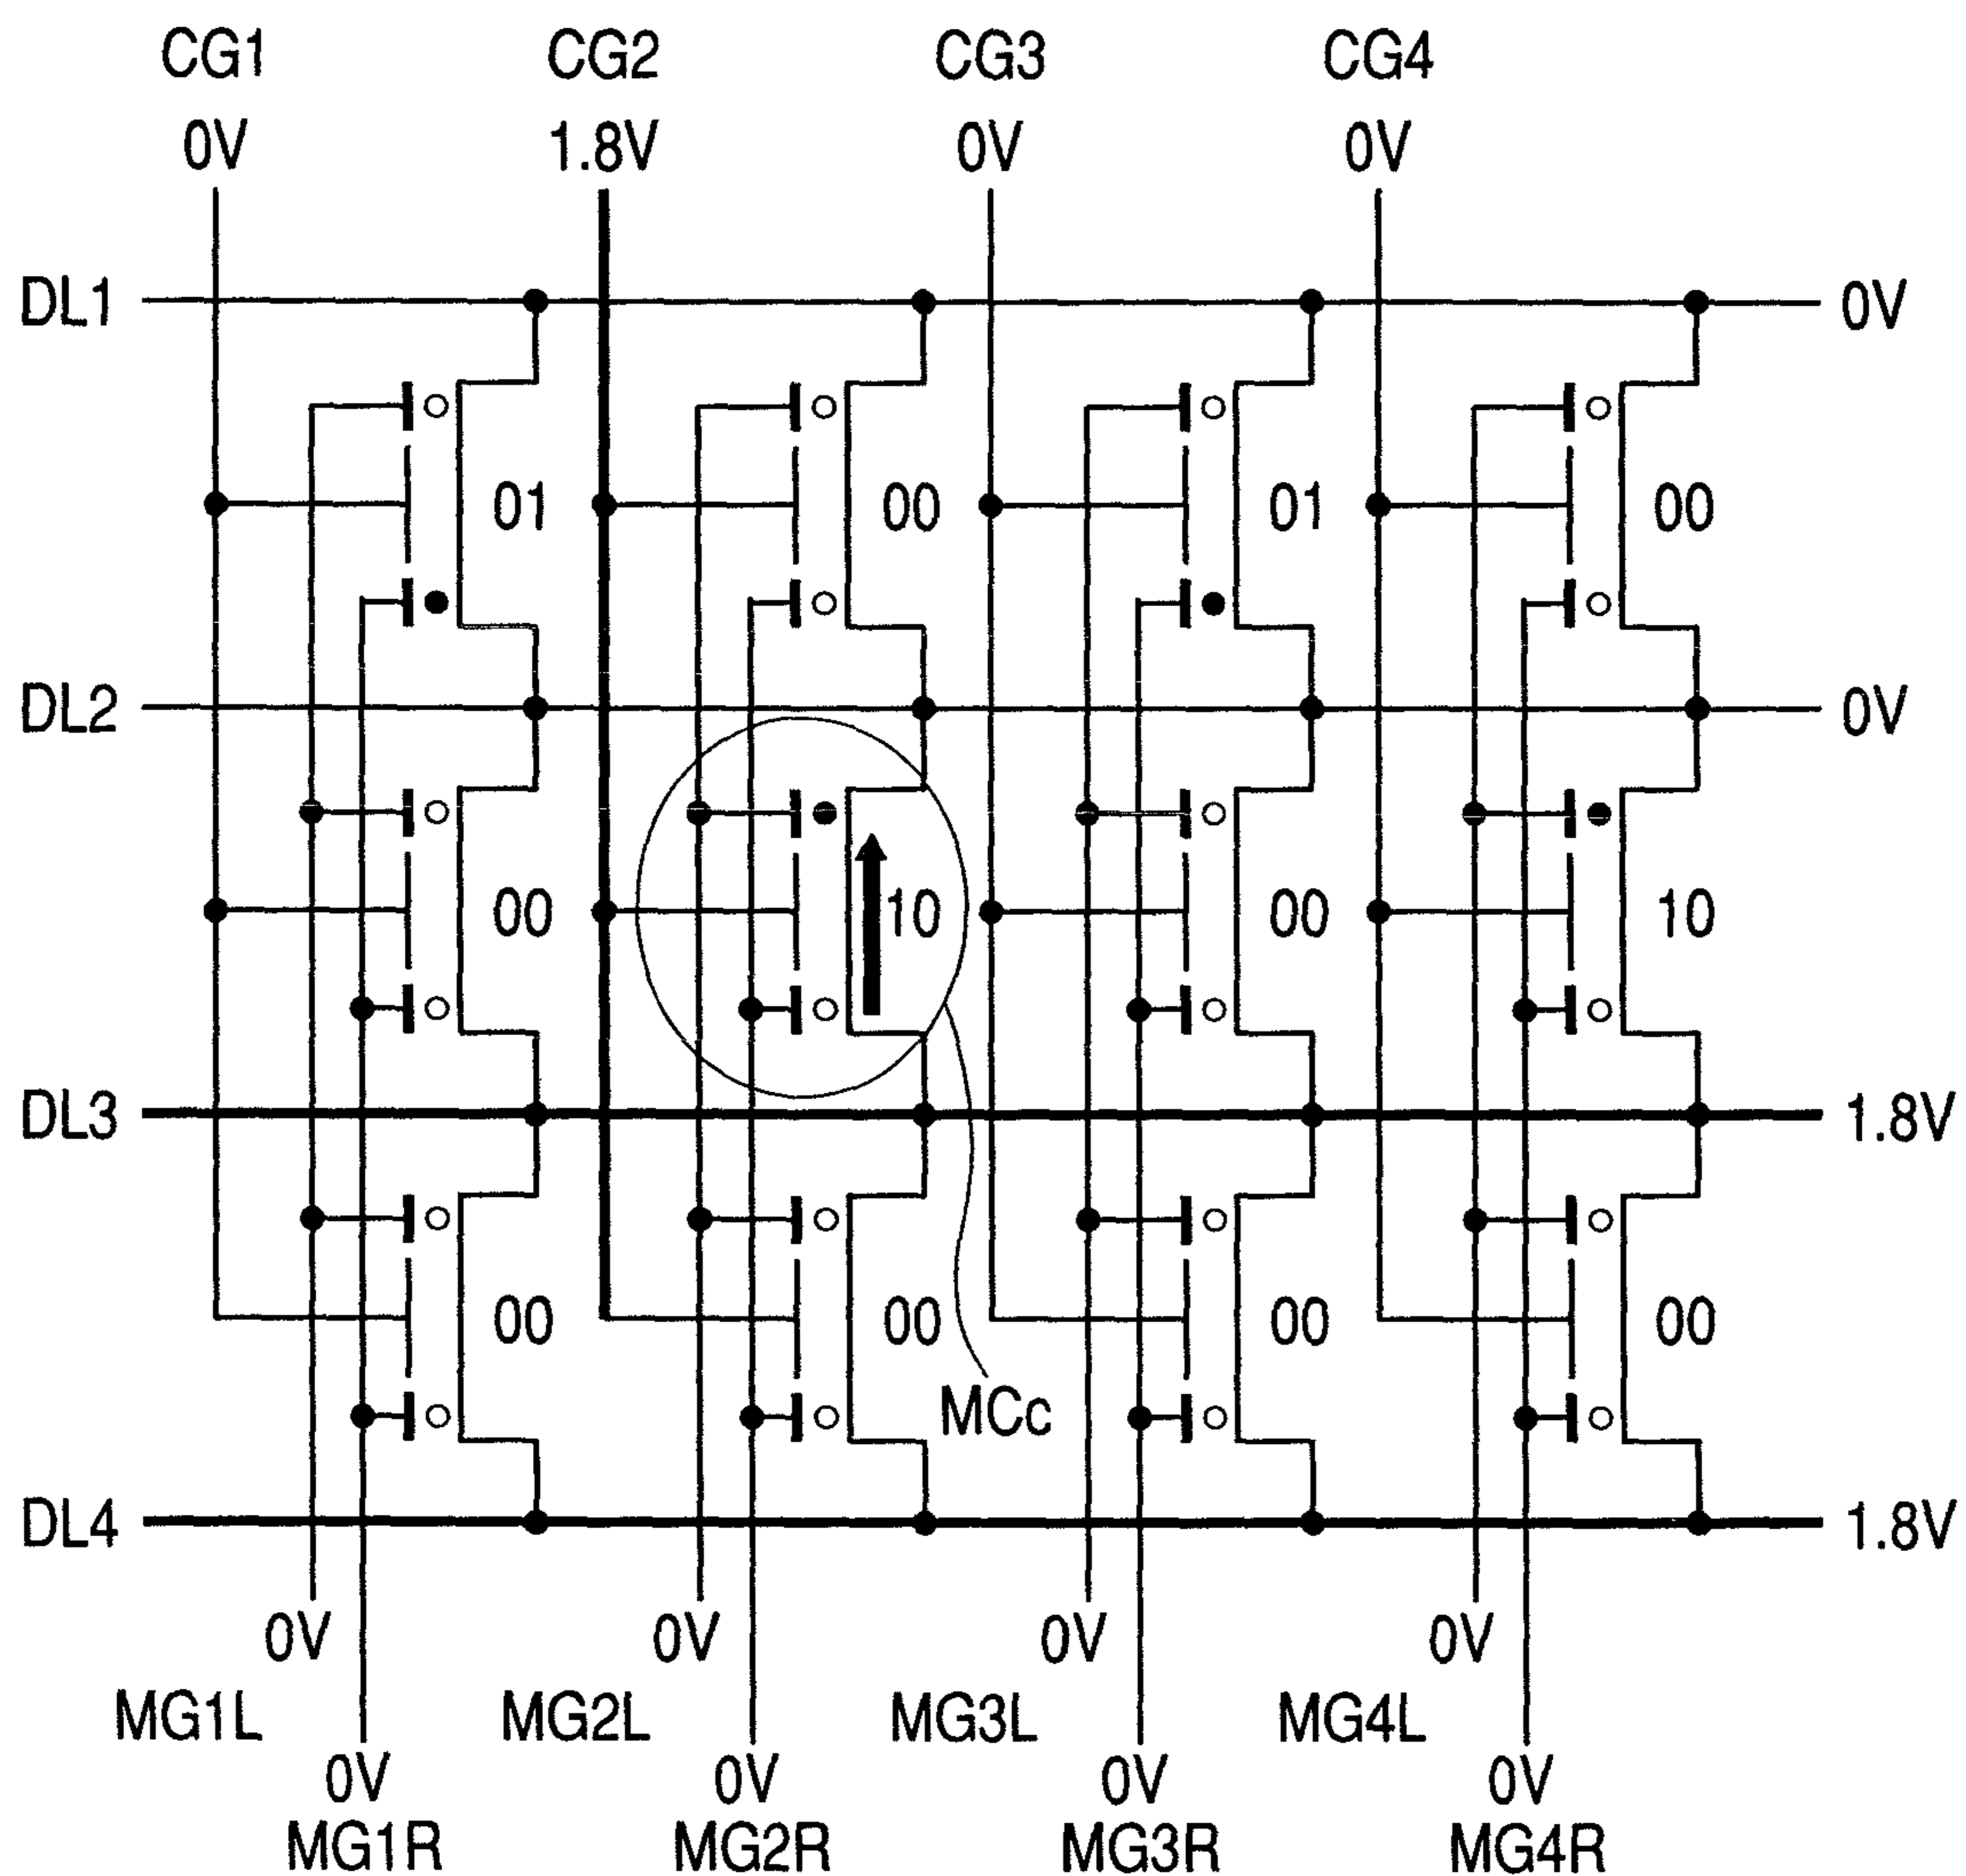 CG1 CG2 CG3 CG4
0V 1.8V 0V 0V
DL1 0V
01 00 01 00
DL2 0V
00 10 00 10
DL3 1.8V
00 00 00 00
MCc
DL4 1.8V
0V 0V 0V 0V
MG1L MG2L MG3L MG4L
0V 0V 0V 0V
MG1R MG2R MG3R MG4R